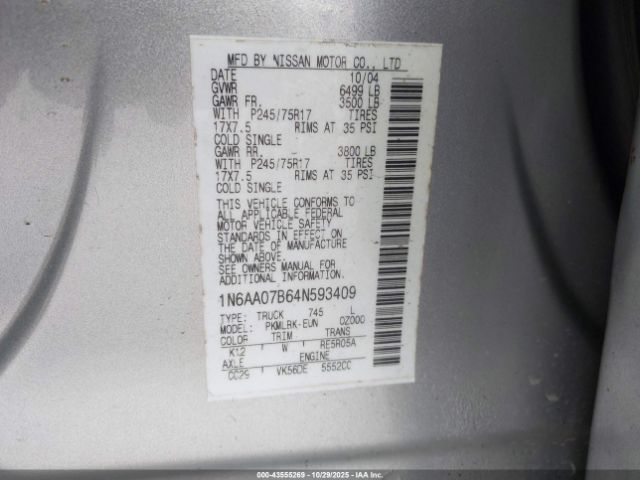 MFD BY NISSAN MOTOR CO., LTD
DATE 10/04
GVWR 6499 LB
GAWR FR. 3500 LB
WITH P245/75R17 TIRES
17X7.5 RIMS AT 35 PSI
COLD SINGLE
GAWR RR. 3800 LB
WITH P245/75R17 TIRES
17X7.5 RIMS AT 35 PSI
COLD SINGLE
THIS VEHICLE CONFORMS TO
ALL APPLICABLE FEDERAL
MOTOR VEHICLE SAFETY
STANDARDS IN EFFECT ON
THE DATE OF MANUFACTURE
SHOWN ABOVE.
SEE OWNERS MANUAL FOR
ADDITIONAL INFORMATION.
1N6AA07B64N593409
TYPE: TRUCK 745 L
MODEL: PKMLRK-EUN 0Z000
COLOR TRIM TRANS
K12 W RE5R05A
AXLE ENGINE
CC29 VK56DE 5552CC
000-43555269 10/29/2025 IAAI.COM